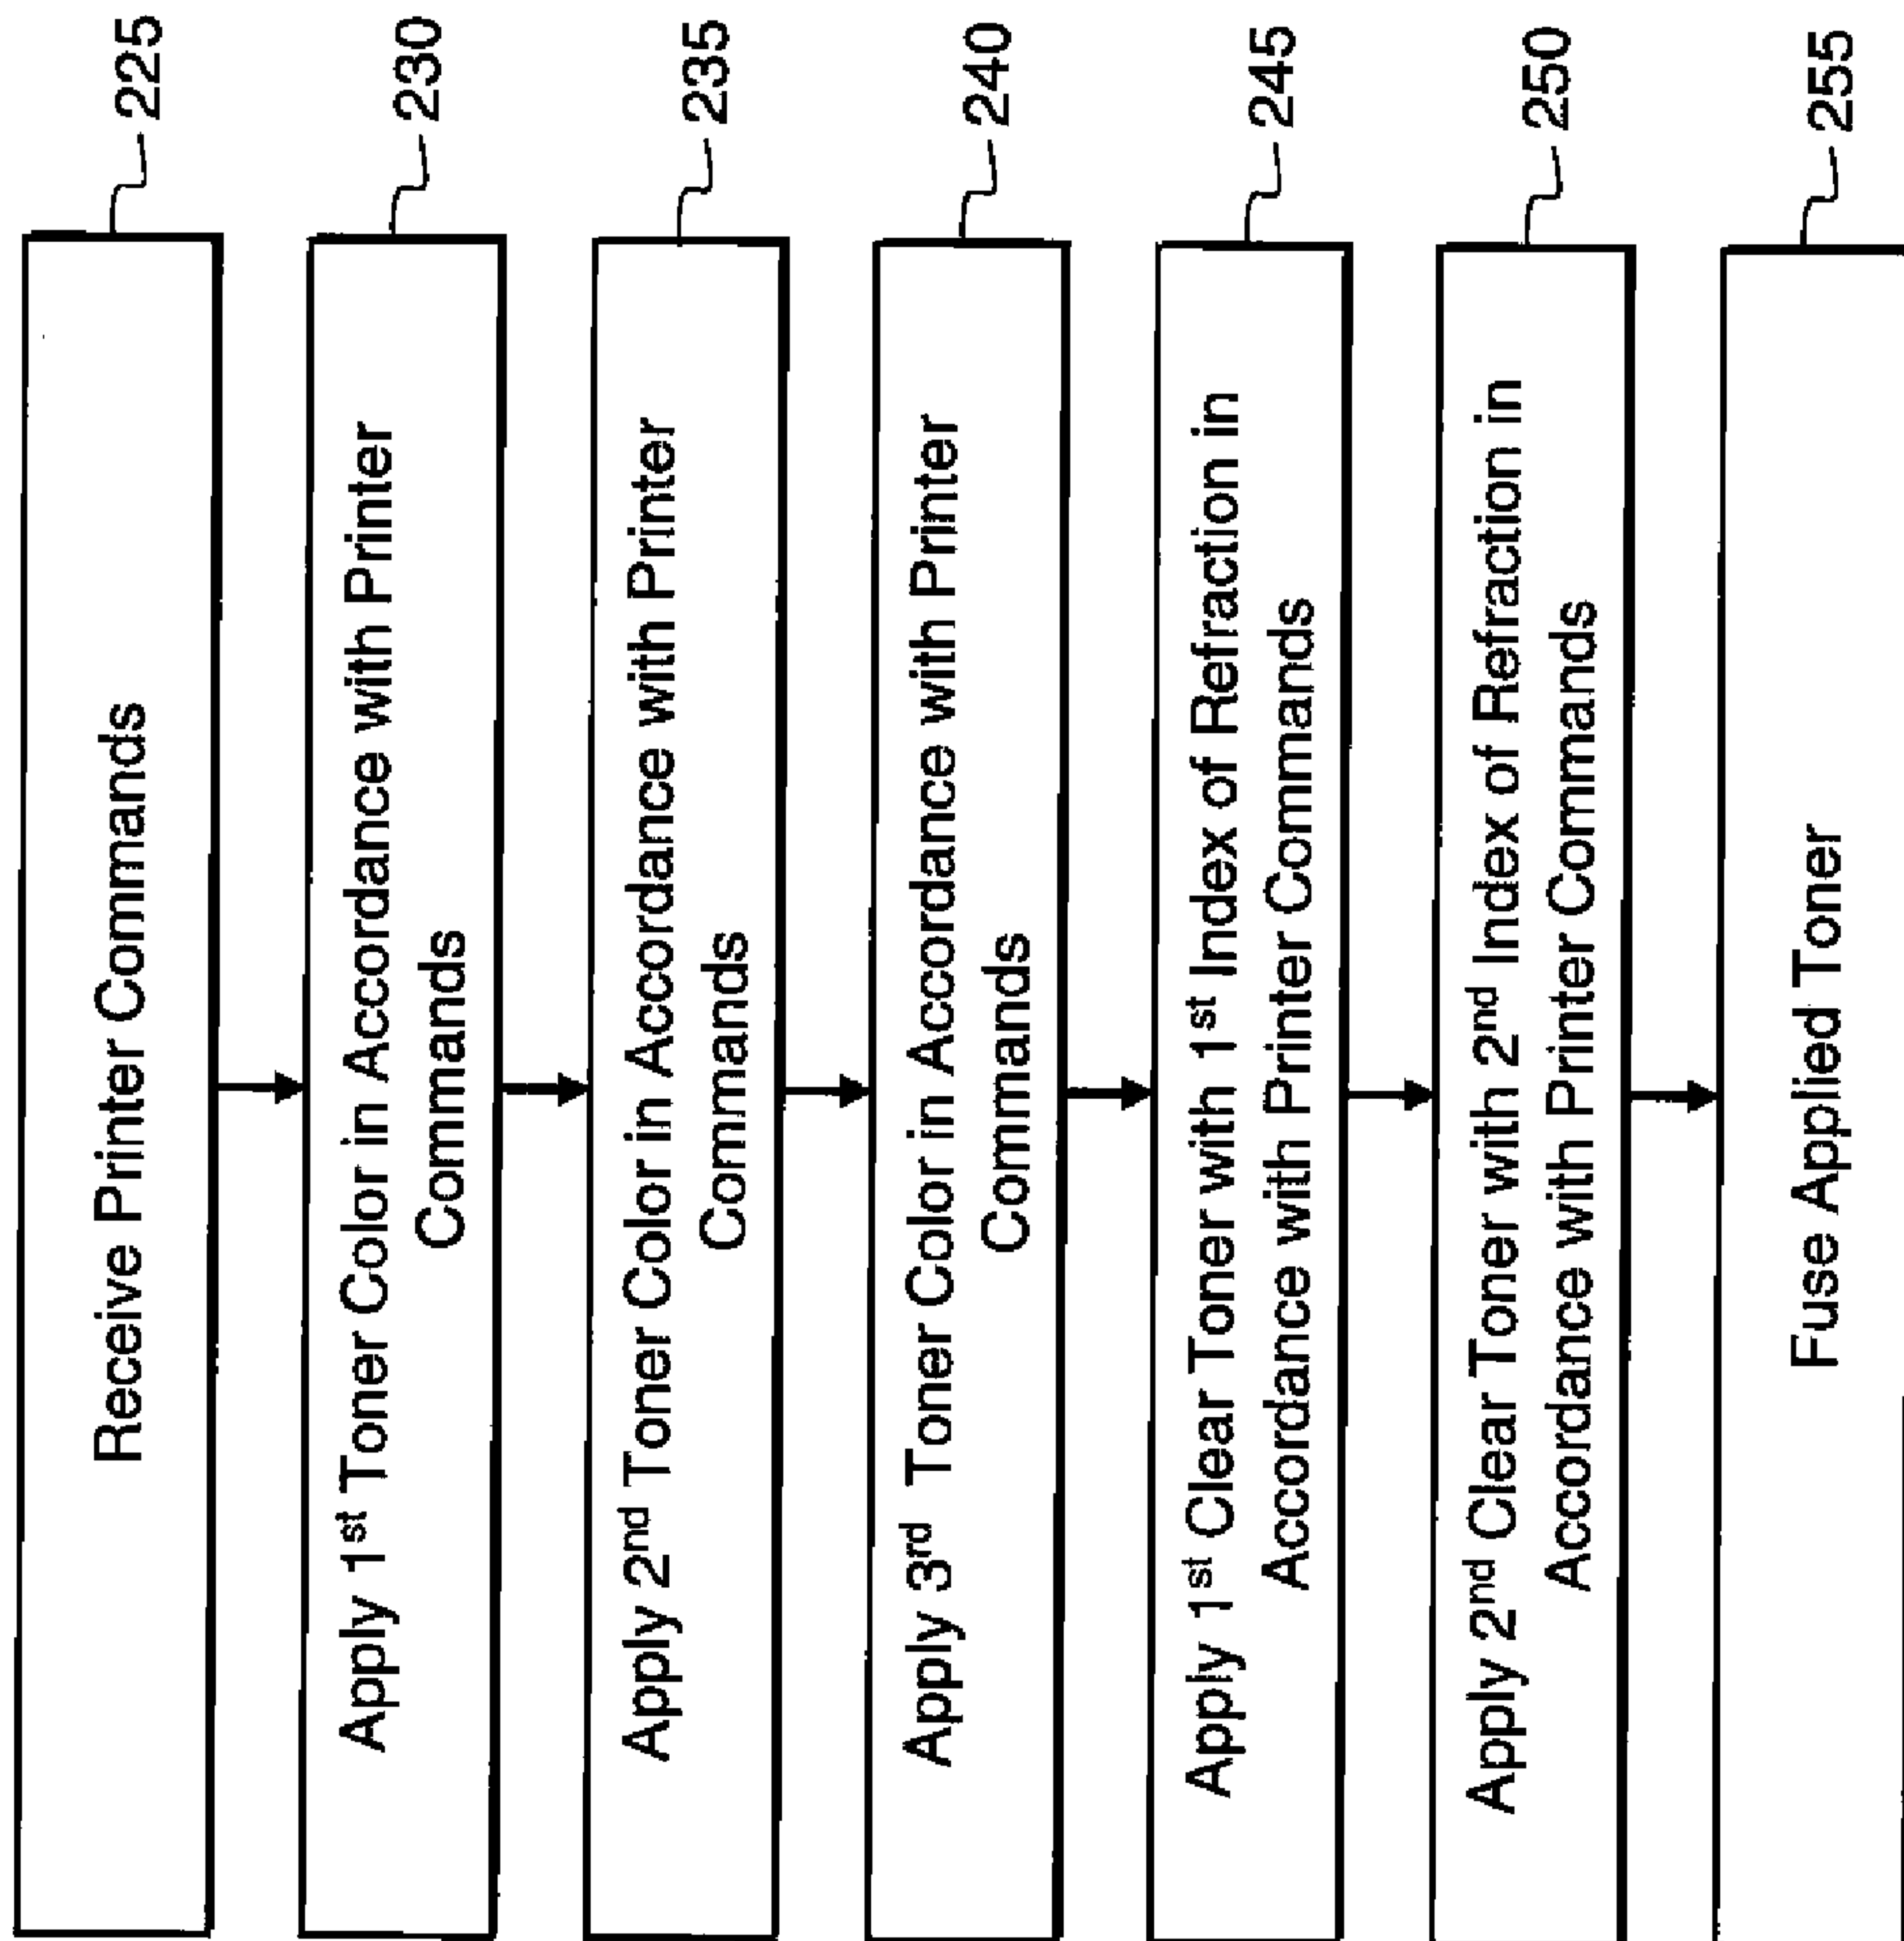 Receive Printer Commands
225
Apply 1st Toner Color in Accordance with Printer
Commands
230
Apply 2nd Toner Color in Accordance with Printer
Commands
235
Apply 3rd Toner Color in Accordance with Printer
Commands
240
Apply 1st Clear Toner with 1st Index of Refraction in
Accordance with Printer Commands
245
Apply 2nd Clear Toner with 2nd Index of Refraction in
Accordance with Printer Commands
250
Fuse Applied Toner
255